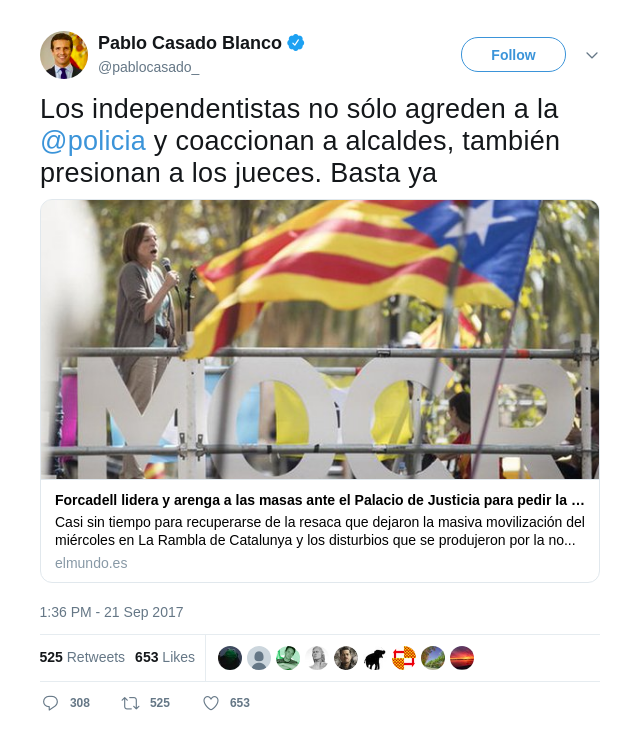 Pablo Casado Blanco
@pablocasado_
Follow
Los independentistas no sólo agreden a la
@policia y coaccionan a alcaldes, también
presionan a los jueces. Basta ya
MOCR
Forcadell lidera y arenga a las masas ante el Palacio de Justicia para pedir la ...
Casi sin tiempo para recuperarse de la resaca que dejaron la masiva movilización del
miércoles en La Rambla de Catalunya y los disturbios que se produjeron por la no...
elmundo.es
1:36 PM - 21 Sep 2017
525 Retweets 653 Likes
308 525 653